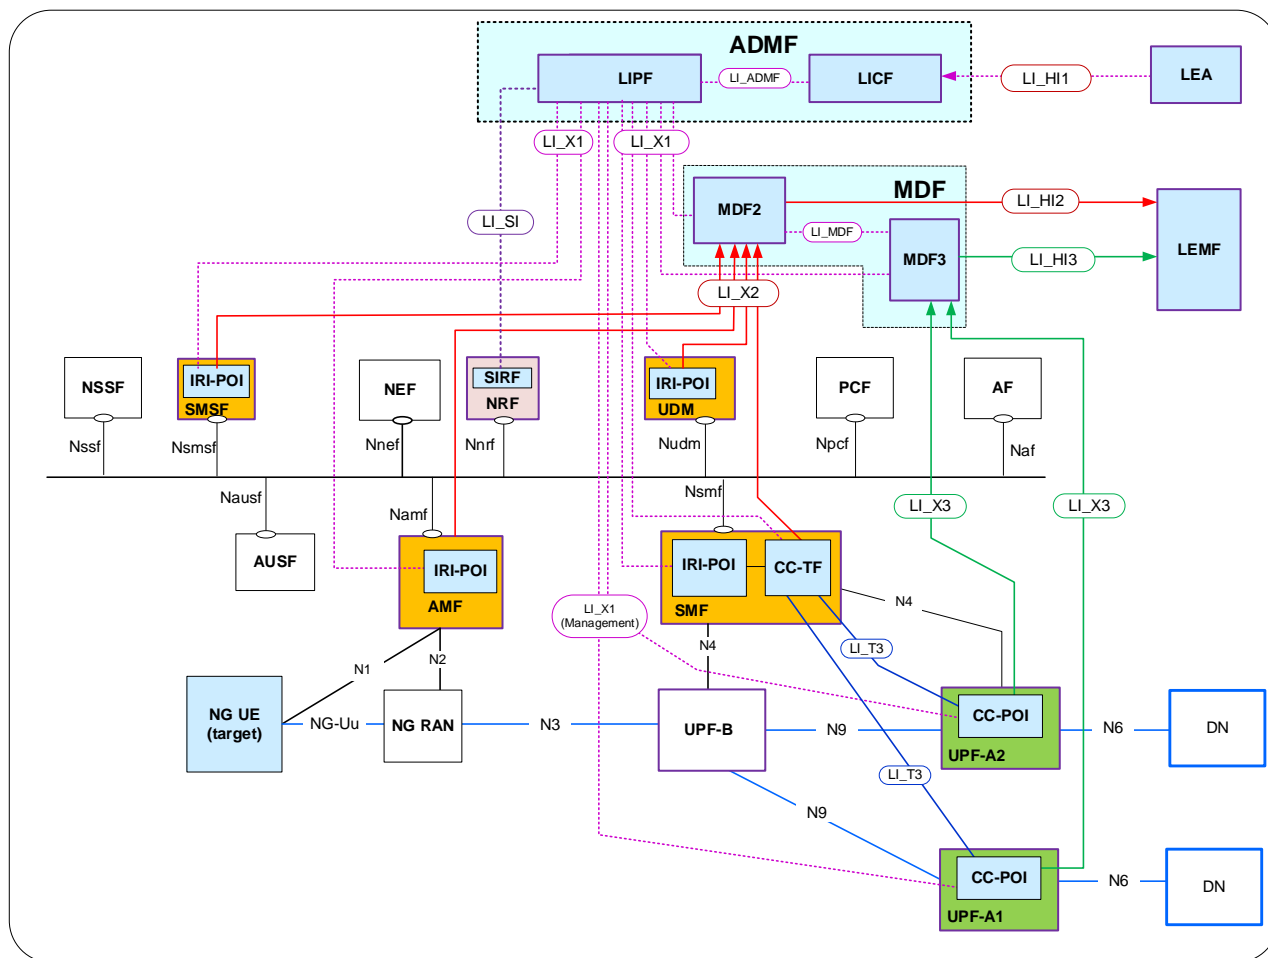 ADMF
LIPF
LI_ADMF
LICF
LI_HI1
LEA
LI_X1
LI_X1
MDF
MDF2
LI_HI2
LI_SI
LI_MDF
MDF3
LI_HI3
LEMF
LI_X2
NSSF
IRI-POI
SMSF
NEF
SIRF
NRF
IRI-POI
UDM
PCF
AF
Nssf
Nsmsf
Nnef
Nnrf
Nudm
Npcf
Naf
Nausf
Namf
Nsmf
LI_X3
LI_X3
AUSF
IRI-POI
AMF
IRI-POI
CC-TF
SMF
LI_X1
(Management)
N4
N4
LI_T3
N1
N2
NG UE
(target)
NG-Uu
NG RAN
N3
UPF-B
N9
CC-POI
UPF-A2
N6
DN
LI_T3
N9
CC-POI
UPF-A1
N6
DN